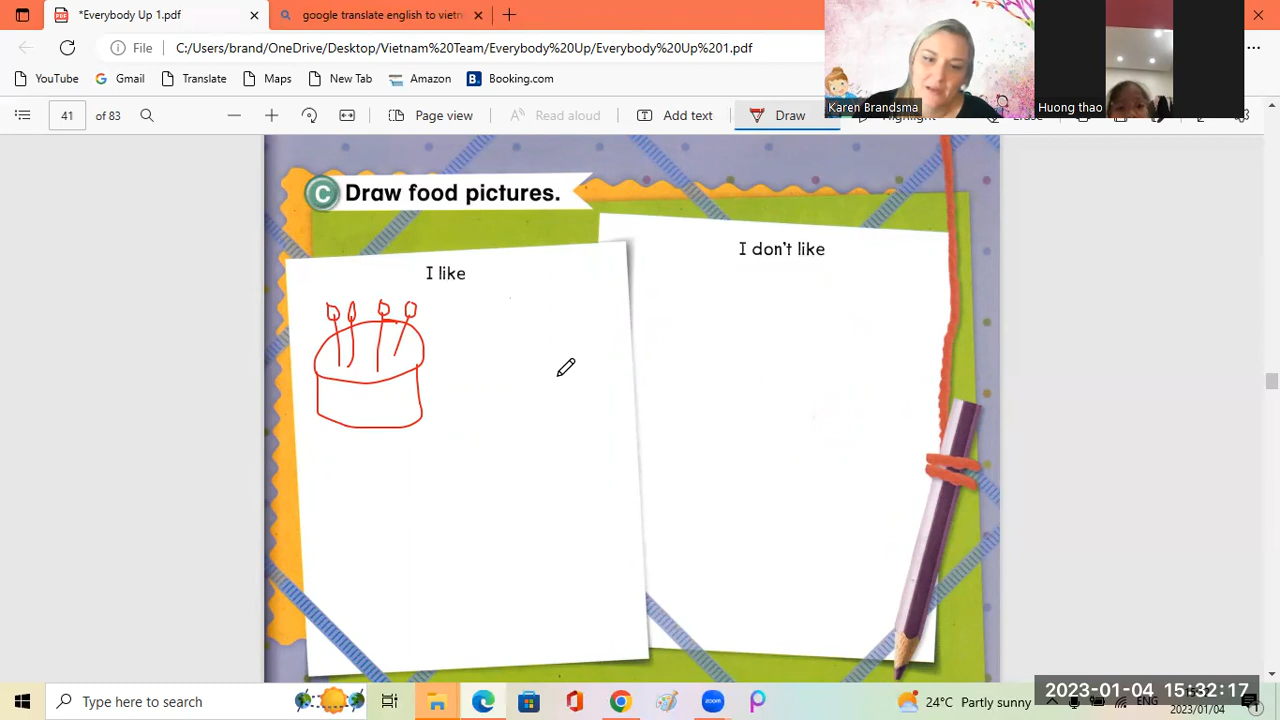 *Everybody Up 1.pdf
google translate english to vietn
File
C:/Users/brand/OneDrive/Desktop/Vietnam%20Team/Everybody%20Up/Everybody%20Up%201.pdf
YouTube
Gmail
Translate
Maps
New Tab
Amazon
Booking.com
41 of 83
Page view
Read aloud
Add text
Draw
Karen Brandsma
Huong thao
C Draw food pictures.
I like
I don't like
Type here to search
24°C Partly sunny
ENG
2023-01-04 15:32:17
2023/01/04